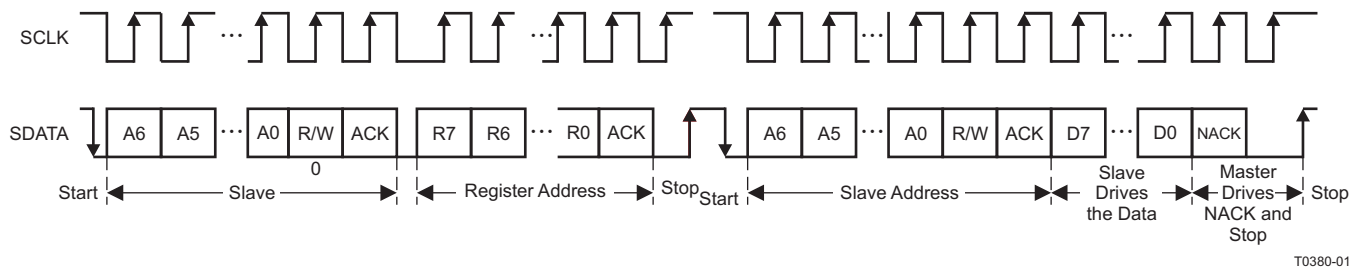 SCLK ... ... ... ...
SDATA A6 A5 ... A0 R/W ACK R7 R6 ... R0 ACK A6 A5 ... A0 R/W ACK D7 ... D0 NACK
0
Start Slave Register Address Stop Start Slave Address Slave Drives the Data Master Drives NACK and Stop Stop
T0380-01